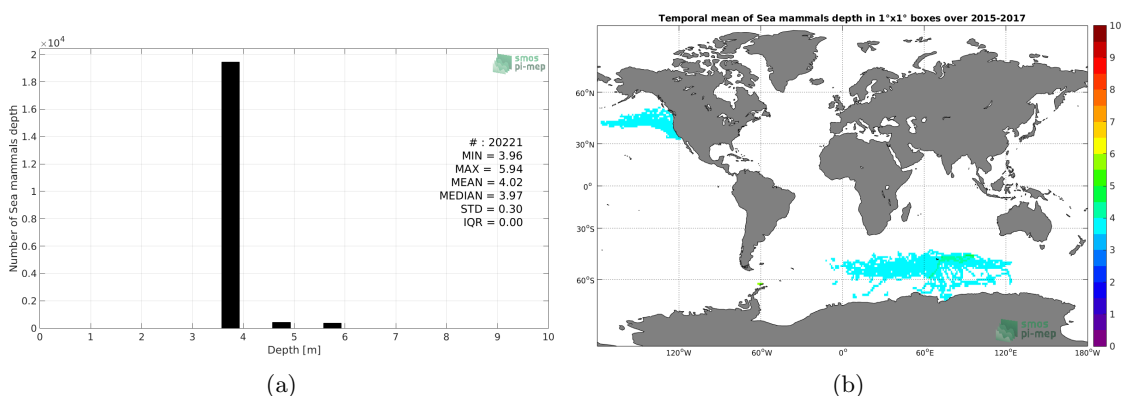 ×10⁴
2
1.8
1.6
1.4
1.2
1
0.8
0.6
0.4
0.2
0
Number of Sea mammals depth
smos
pi-mep
# : 20221
MIN = 3.96
MAX = 5.94
MEAN = 4.02
MEDIAN = 3.97
STD = 0.30
IQR = 0.00
0 1 2 3 4 5 6 7 8 9 10
Depth [m]
(a)
Temporal mean of Sea mammals depth in 1°x1° boxes over 2015-2017
60°N
30°N
0°
30°S
60°S
120°W 60°W 0° 60°E 120°E 180°W
smos
pi-mep
10
9
8
7
6
5
4
3
2
1
0
(b)